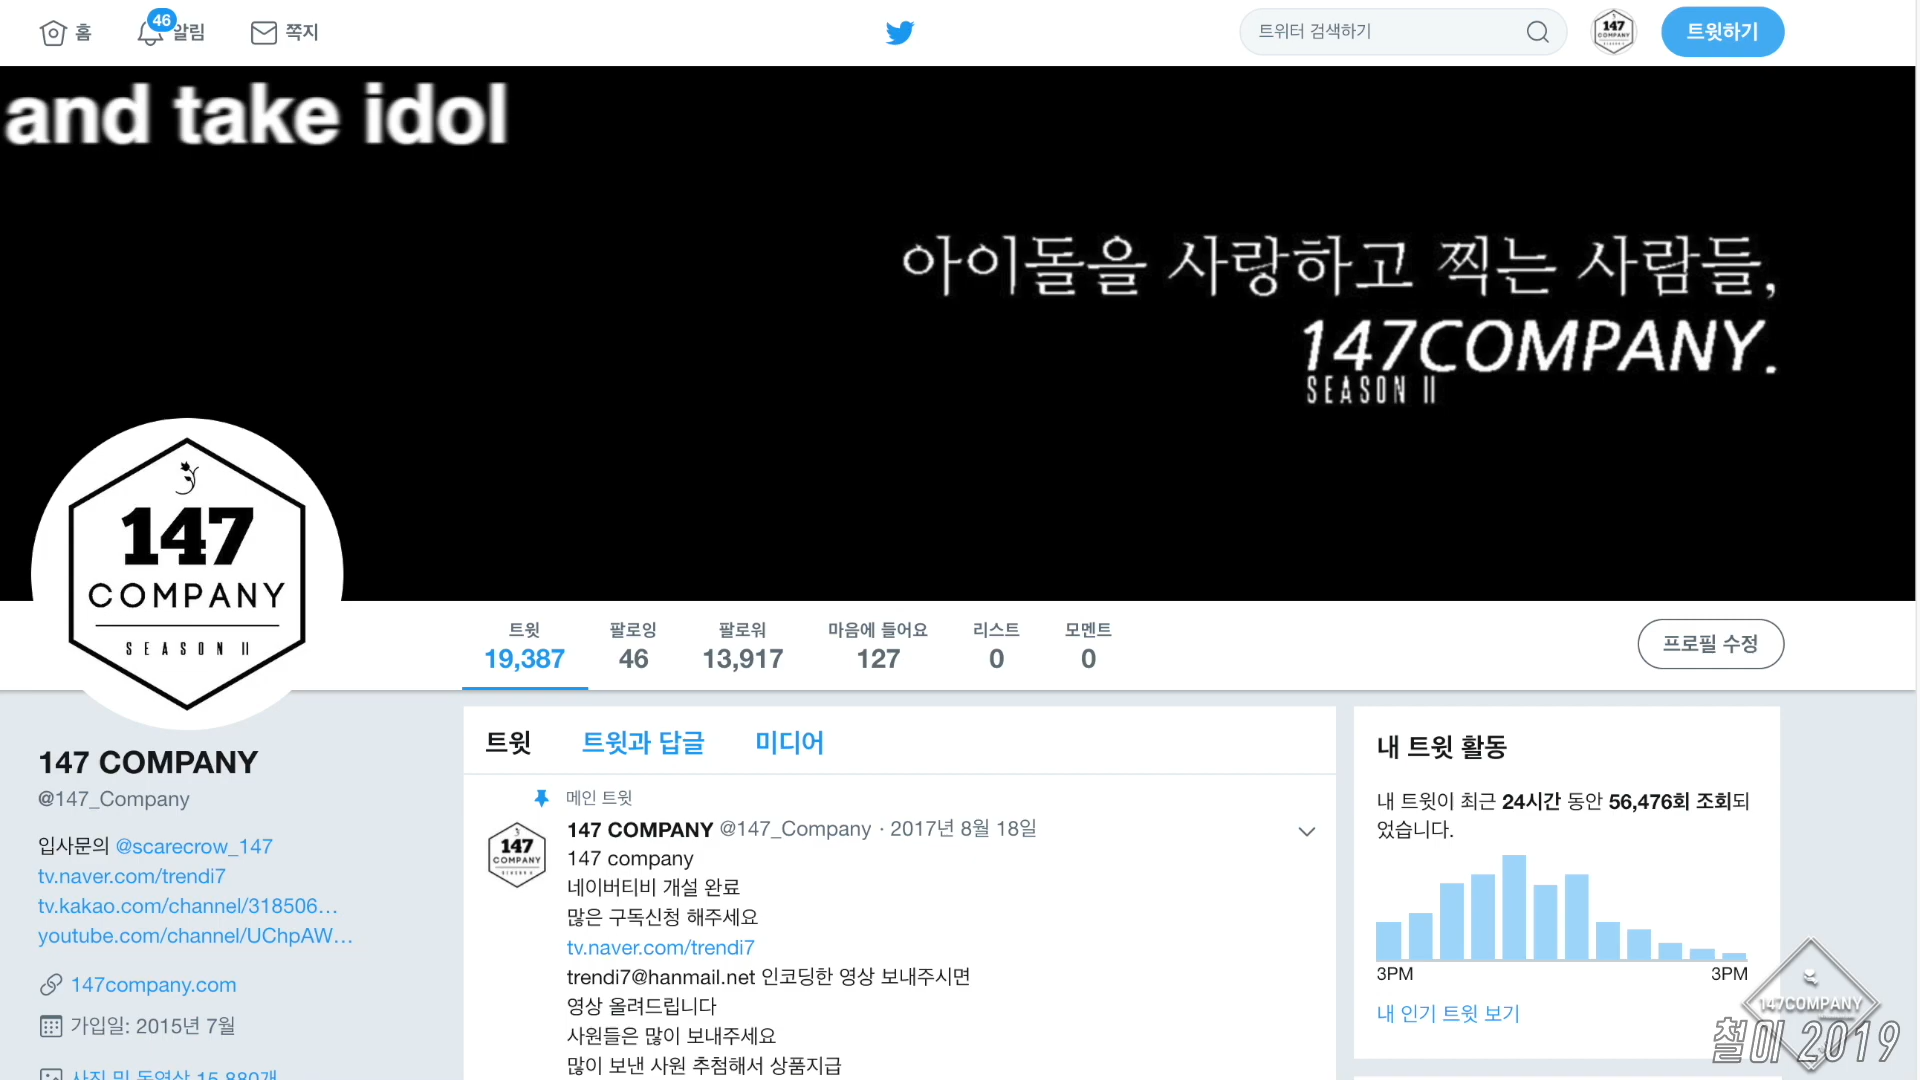 홈
46
알림
쪽지
트위터 검색하기
147
COMPANY
트윗하기
and take idol
아이돌을 사랑하고 찍는 사람들,
147COMPANY.
SEASON II
147
COMPANY
SEASON II
트윗 팔로잉 팔로워 마음에 들어요 리스트 모멘트
19,387 46 13,917 127 0 0
프로필 수정
147 COMPANY
@147_Company
입사문의 @scarecrow_147
tv.naver.com/trendi7
tv.kakao.com/channel/318506…
youtube.com/channel/UChpAW…
147company.com
가입일: 2015년 7월
사진 및 동영상 15,880개
트윗 트윗과 답글 미디어
메인 트윗
147
COMPANY
147 COMPANY @147_Company · 2017년 8월 18일
147 company
네이버티비 개설 완료
많은 구독신청 해주세요
tv.naver.com/trendi7
trendi7@hanmail.net 인코딩한 영상 보내주시면
영상 올려드립니다
사원들은 많이 보내주세요
많이 보낸 사원 추첨해서 상품지급
내 트윗 활동
내 트윗이 최근 24시간 동안 56,476회 조회되
었습니다.
3PM 3PM
내 인기 트윗 보기
147COMPANY
철이 2019